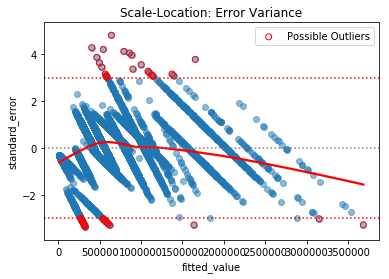 Scale-Location: Error Variance
Possible Outliers
standard_error
4
2
0
−2
0 500000 1000000 1500000 2000000 2500000 3000000 3500000
fitted_value